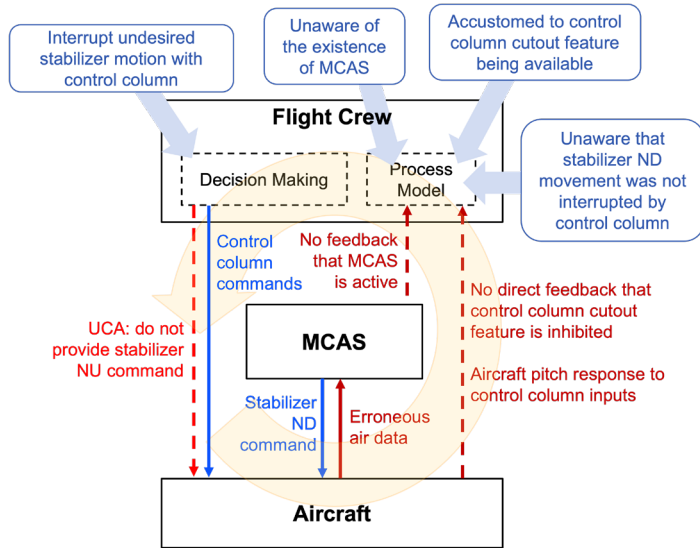 Interrupt undesired
stabilizer motion with
control column
Unaware of
the existence
of MCAS
Accustomed to control
column cutout feature
being available
Flight Crew
Decision Making
Process
Model
Unaware that
stabilizer ND
movement was not
interrupted by
control column
Control
column
commands
No feedback
that MCAS
is active
No direct feedback that
control column cutout
feature is inhibited
UCA: do not
provide stabilizer
NU command
MCAS
Aircraft pitch response to
control column inputs
Stabilizer
ND
command
Erroneous
air data
Aircraft